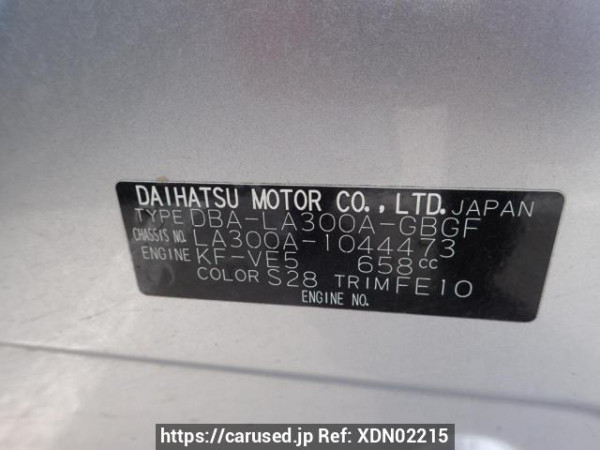 DAIHATSU MOTOR CO., LTD. JAPAN
TYPE DBA-LA300A-GBGF
CHASSIS NO. LA300A-1044473
ENGINE KF-VE5 658cc
COLOR S28 TRIM FE10
ENGINE NO.
https://carused.jp Ref: XDN02215